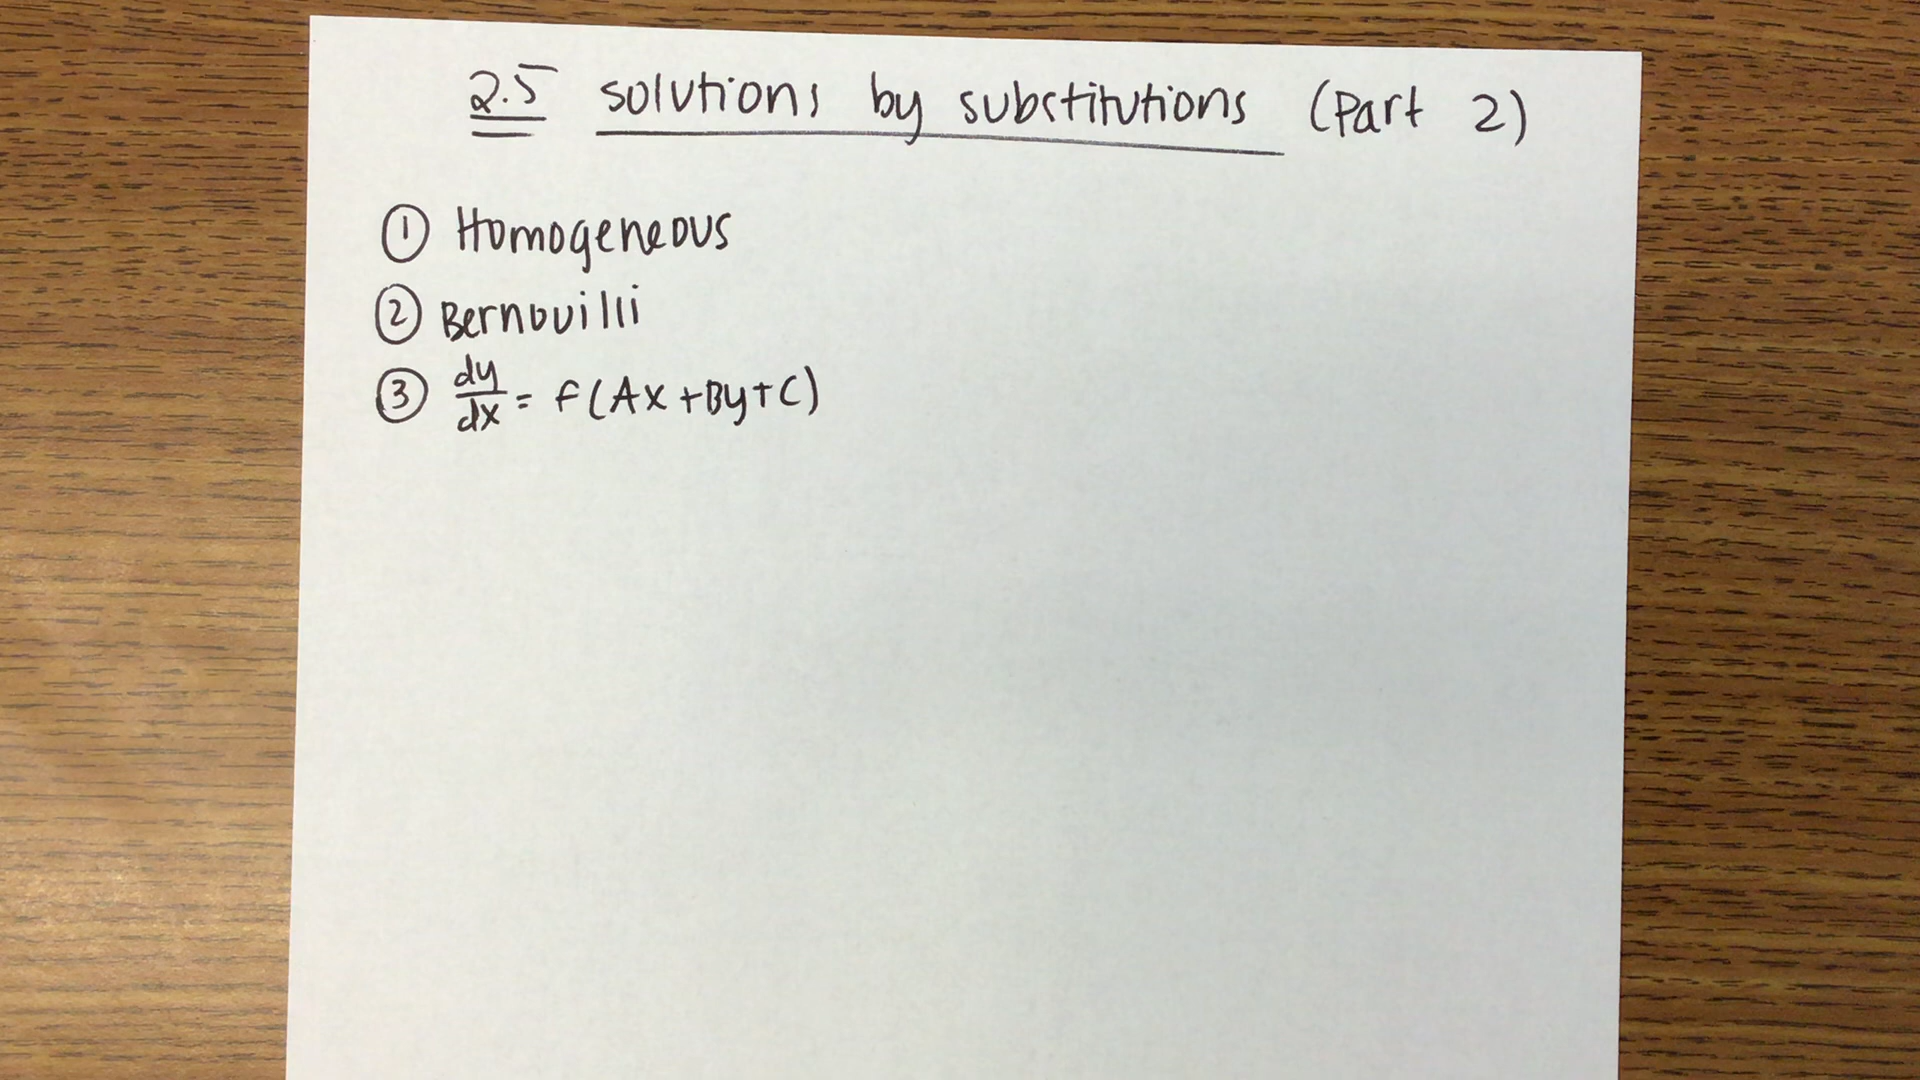 2.5 solutions by substitutions (Part 2)
① Homogeneous
② Bernouilli
③ dy/dx = f(Ax+By+C)